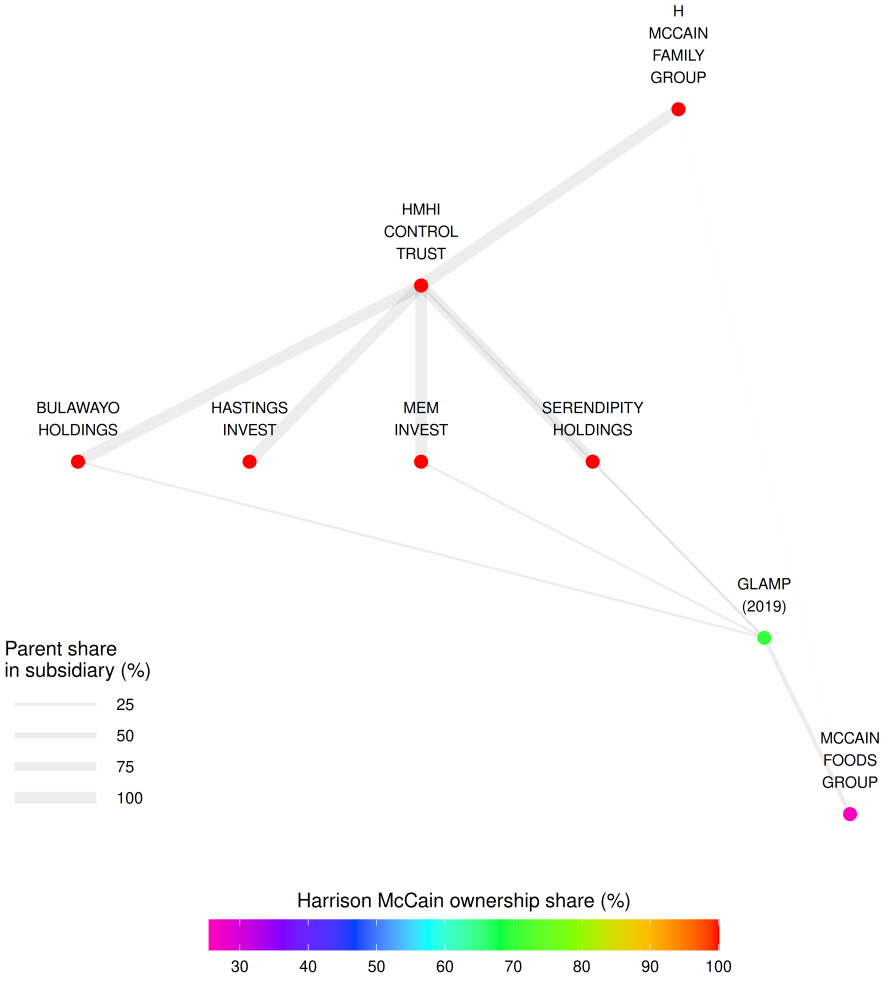 H
MCCAIN
FAMILY
GROUP
HMHI
CONTROL
TRUST
BULAWAYO
HOLDINGS
HASTINGS
INVEST
MEM
INVEST
SERENDIPITY
HOLDINGS
GLAMP
(2019)
MCCAIN
FOODS
GROUP
Parent share
in subsidiary (%)
25
50
75
100
Harrison McCain ownership share (%)
30 40 50 60 70 80 90 100